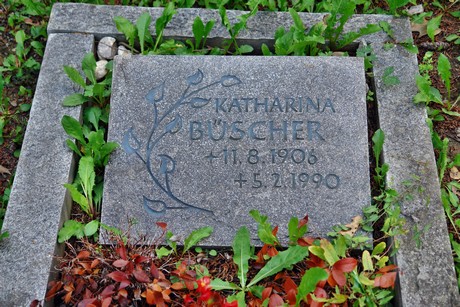 KATHARINA
BÜSCHER
+11.8.1906
+5.2.1990